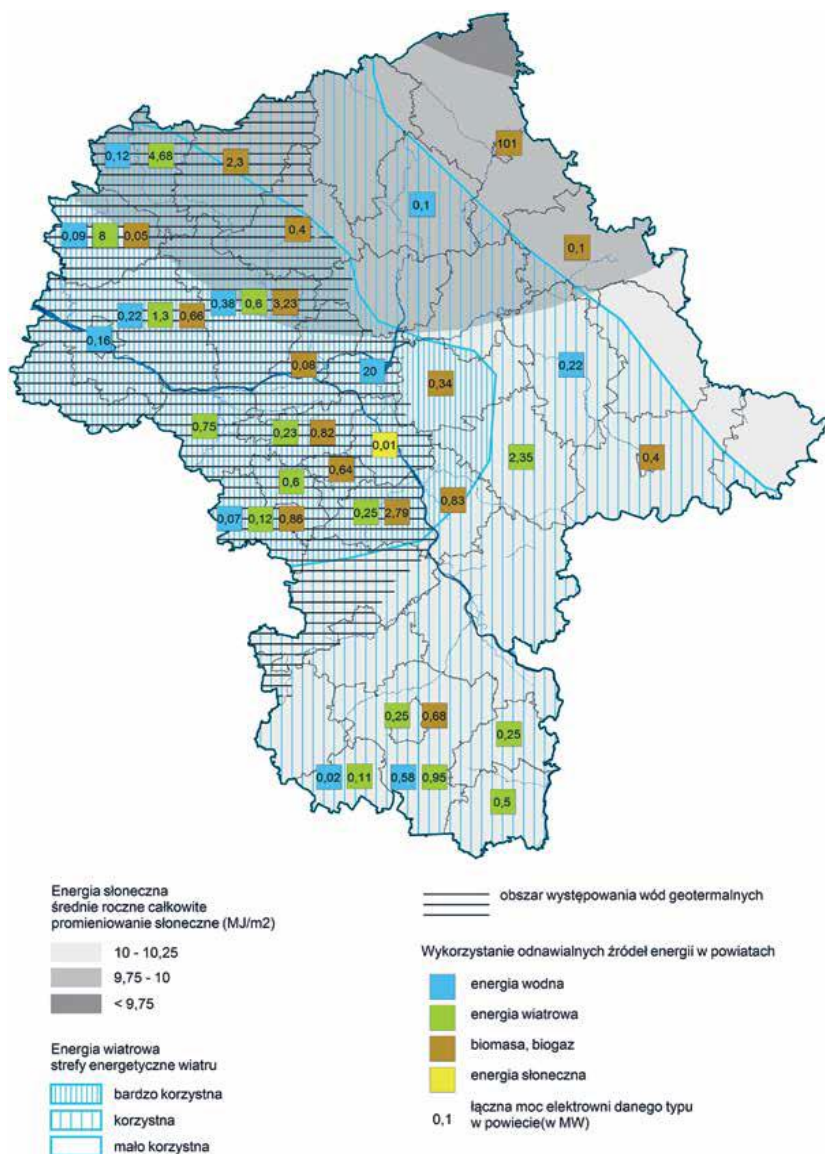 101
0,12 4,68 2,3
0,1
0,4
0,09 8 0,05
0,1
0,38 0,6 3,23
0,22 1,3 0,66
0,16
0,08 20
0,22
0,34
0,75 0,23 0,82
0,01
2,35 0,4
0,64
0,6
0,83
0,07 0,12 0,86 0,25 2,79
0,25 0,68
0,25
0,02 0,11 0,58 0,95
0,5
Energia słoneczna
średnie roczne całkowite
promieniowanie słoneczne (MJ/m2)
10 - 10,25
9,75 - 10
< 9,75
Energia wiatrowa
strefy energetyczne wiatru
bardzo korzystna
korzystna
mało korzystna
obszar występowania wód geotermalnych
Wykorzystanie odnawialnych źródeł energii w powiatach
energia wodna
energia wiatrowa
biomasa, biogaz
energia słoneczna
0,1 łączna moc elektrowni danego typu
w powiecie(w MW)